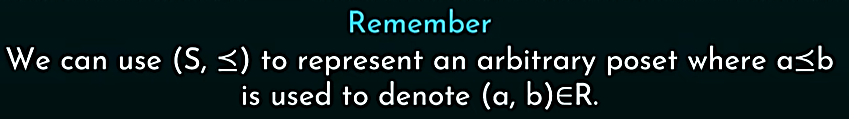 Remember
We can use (S, ≼) to represent an arbitrary poset where a≼b
is used to denote (a, b)∈R.